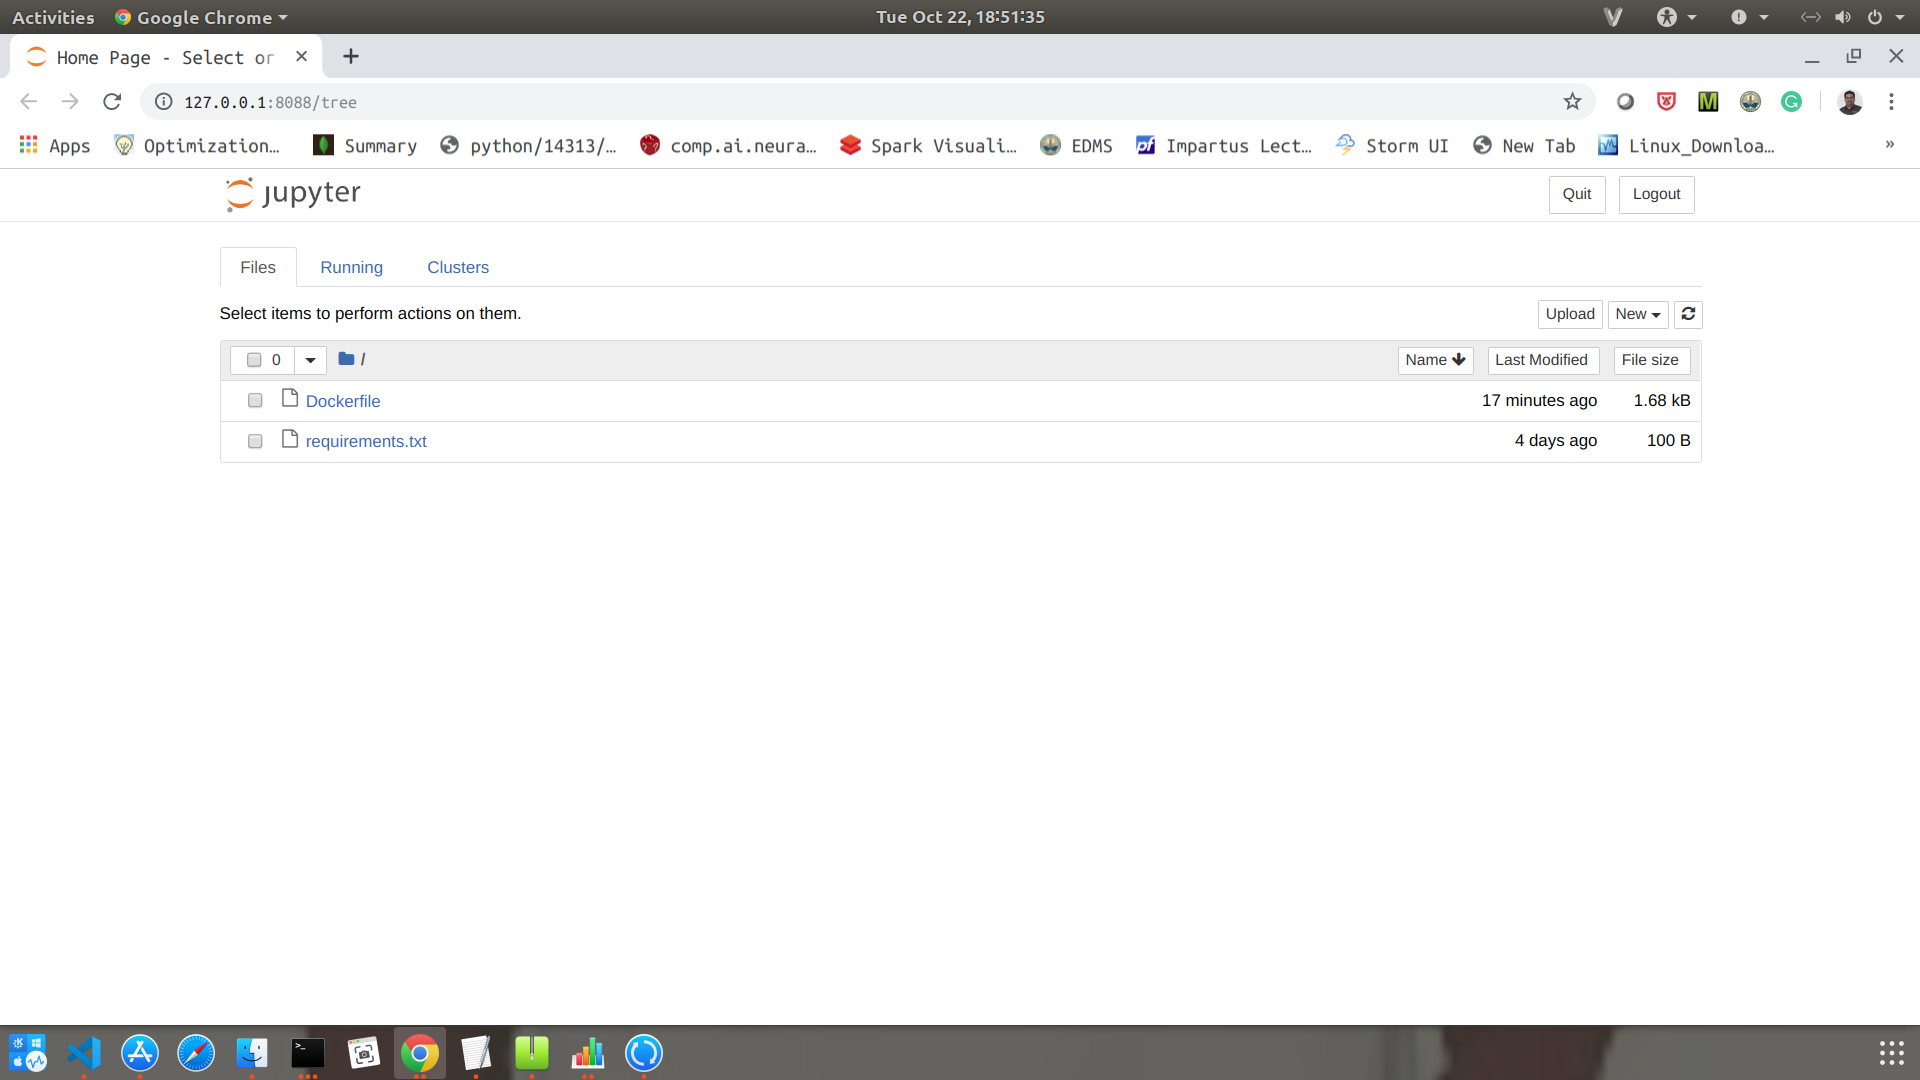 Activities Google Chrome Tue Oct 22, 18:51:35
Home Page - Select or
127.0.0.1:8088/tree
Apps Optimization… Summary python/14313/… comp.ai.neura… Spark Visuali… EDMS Impartus Lect… Storm UI New Tab Linux_Downloa… »
jupyter Quit Logout
Files Running Clusters
Select items to perform actions on them. Upload New
0 / Name Last Modified File size
Dockerfile 17 minutes ago 1.68 kB
requirements.txt 4 days ago 100 B